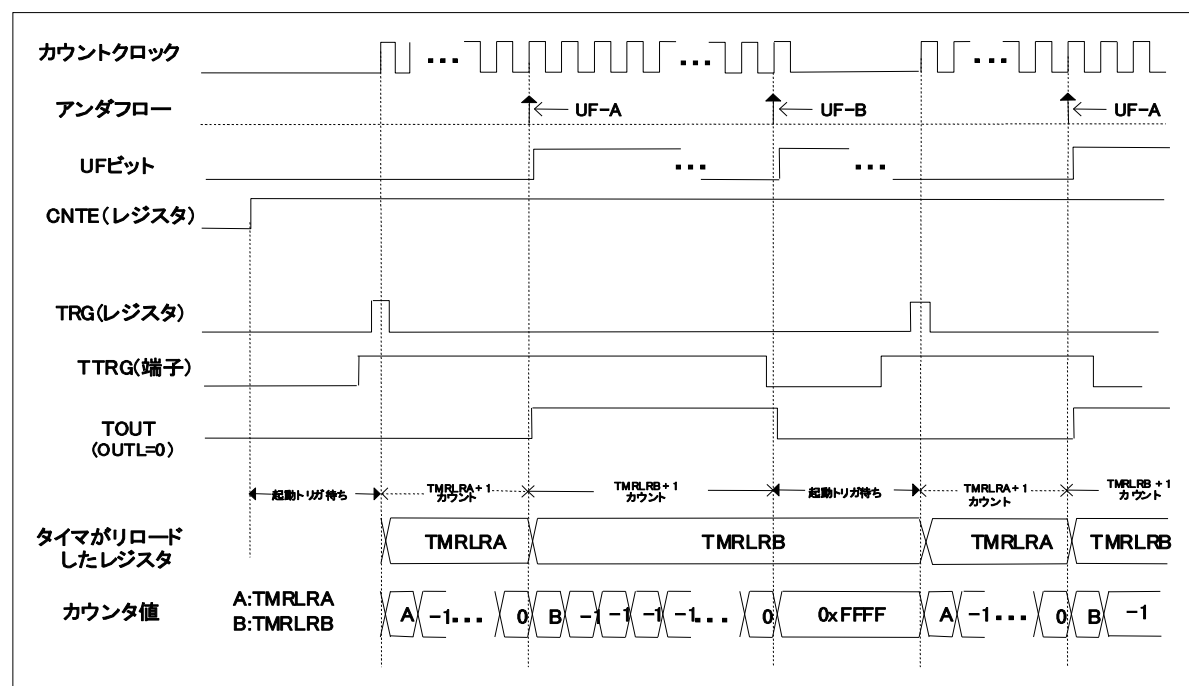 カウントクロック
アンダフロー
UF-A
UF-B
UF-A
UFビット
CNTE(レジスタ)
TRG(レジスタ)
TTRG(端子)
TOUT
(OUTL=0)
起動トリガ待ち
TMRLRA+1
カウント
TMRLRB+1
カウント
起動トリガ待ち
TMRLRA+1
カウント
TMRLRB+1
カウント
タイマがリロード
したレジスタ
TMRLRA
TMRLRB
TMRLRA
TMRLRB
カウンタ値
A:TMRLRA
B:TMRLRB
A -1 ... 0 B -1 -1 -1 -1 ... 0 0xFFFF A -1 ... 0 B -1